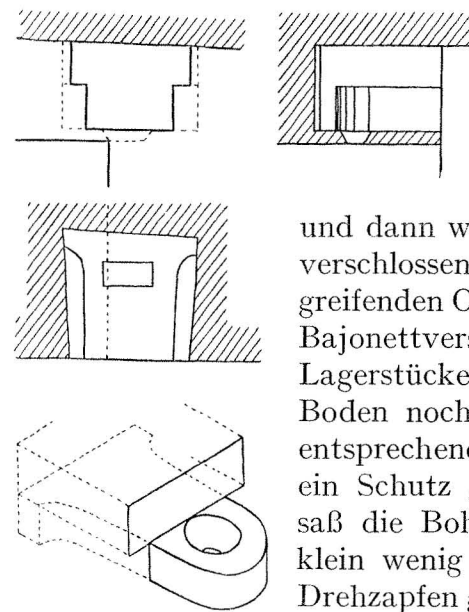 und dann w
verschlossen
greifenden O
Bajonettvers
Lagerstücke
Boden noch
entsprechend
ein Schutz
saß die Boh
klein wenig
Drehzapfen